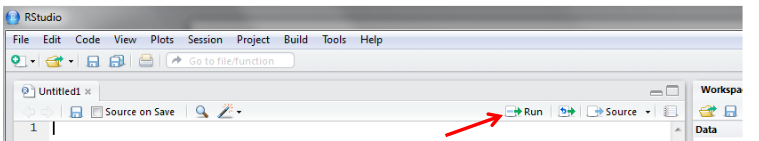 RStudio
File Edit Code View Plots Session Project Build Tools Help
Go to file/function
Untitled1
Source on Save Run Source
1
Workspa
Data